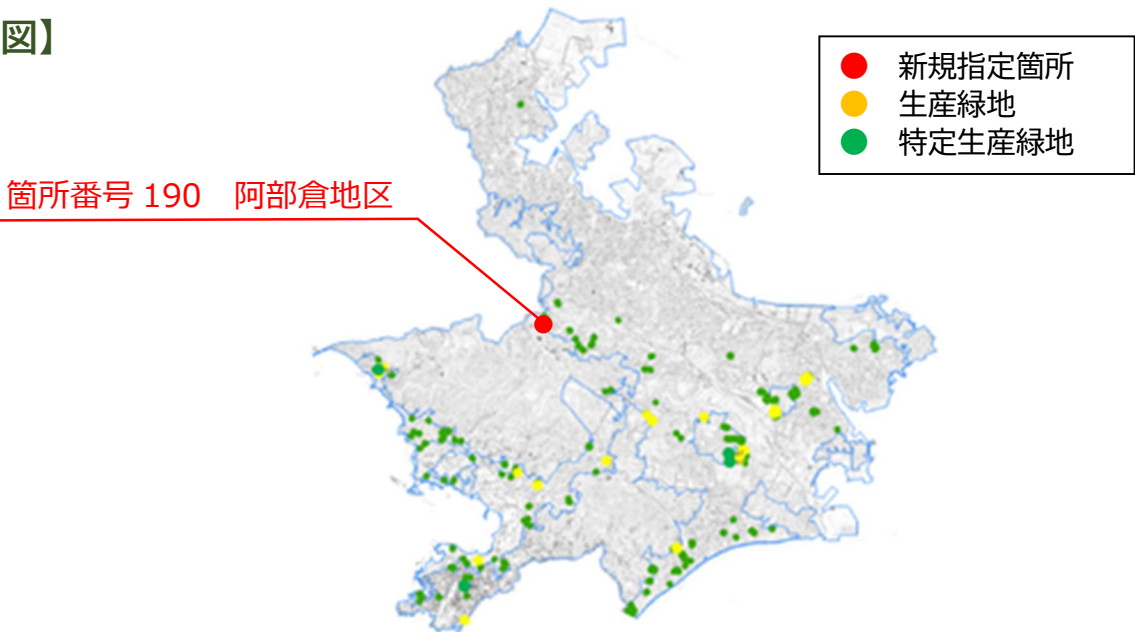 図】
新規指定箇所
生産緑地
特定生産緑地
箇所番号 190　阿部倉地区